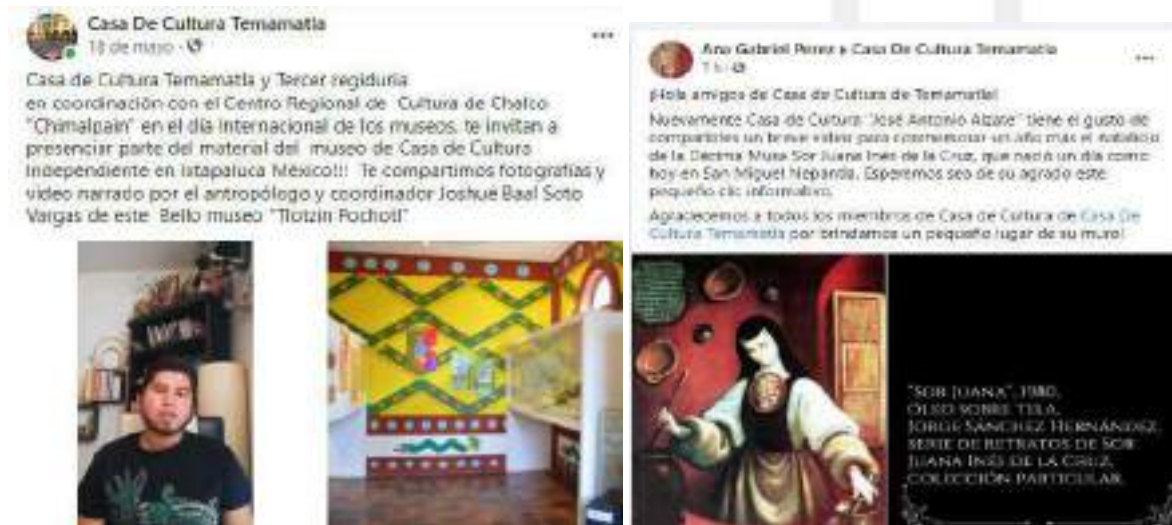 Casa De Cultura Temamatla
18 de mayo
Casa de Cultura Temamatla y Tercer regiduria
en coordinación con el Centro Regional de Cultura de Chalco
"Chimalpain" en el día Internacional de los museos, te invitan a
presenciar parte del material del museo de Casa de Cultura
Independiente en Ixtapaluca México!!! Te compartimos fotografías y
video narrado por el antropólogo y coordinador Joshué Baal Soto
Vargas de este Bello museo "Tlotzin Pochotl"
Ana Gabriel Perez a Casa De Cultura Temamatla
¡Hola amigos de Casa de Cultura de Temamatla!
Nuevamente Casa de Cultura "José Antonio Alzate" tiene el gusto de
compartirles un breve video para conmemorar un año más el natalicio
de la Décima Musa Sor Juana Inés de la Cruz, que nació un día como
hoy en San Miguel Nepantla. Esperemos sea de su agrado este
pequeño clic informativo.
Agradecemos a todos los miembros de Casa de Cultura de Casa De
Cultura Temamatla por brindarnos un pequeño lugar de su muro!
"SOR JUANA", 1980.
ÓLEO SOBRE TELA.
JORGE SÁNCHEZ HERNÁNDEZ.
SERIE DE RETRATOS DE SOR
JUANA INÉS DE LA CRUZ.
COLECCIÓN PARTICULAR.